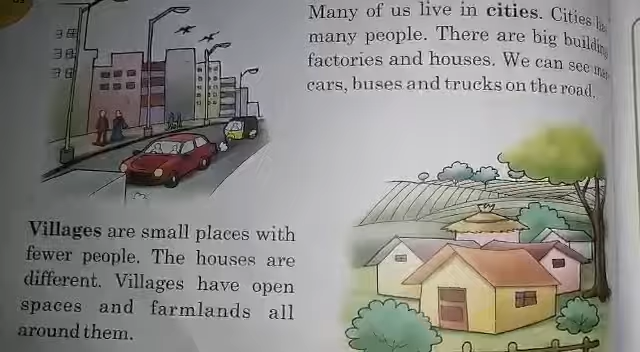 Many of us live in cities. Cities
many people. There are big
factories and houses. We can see
cars, buses and trucks on the road.
Villages are small places with
fewer people. The houses are
different. Villages have open
spaces and farmlands all
around them.